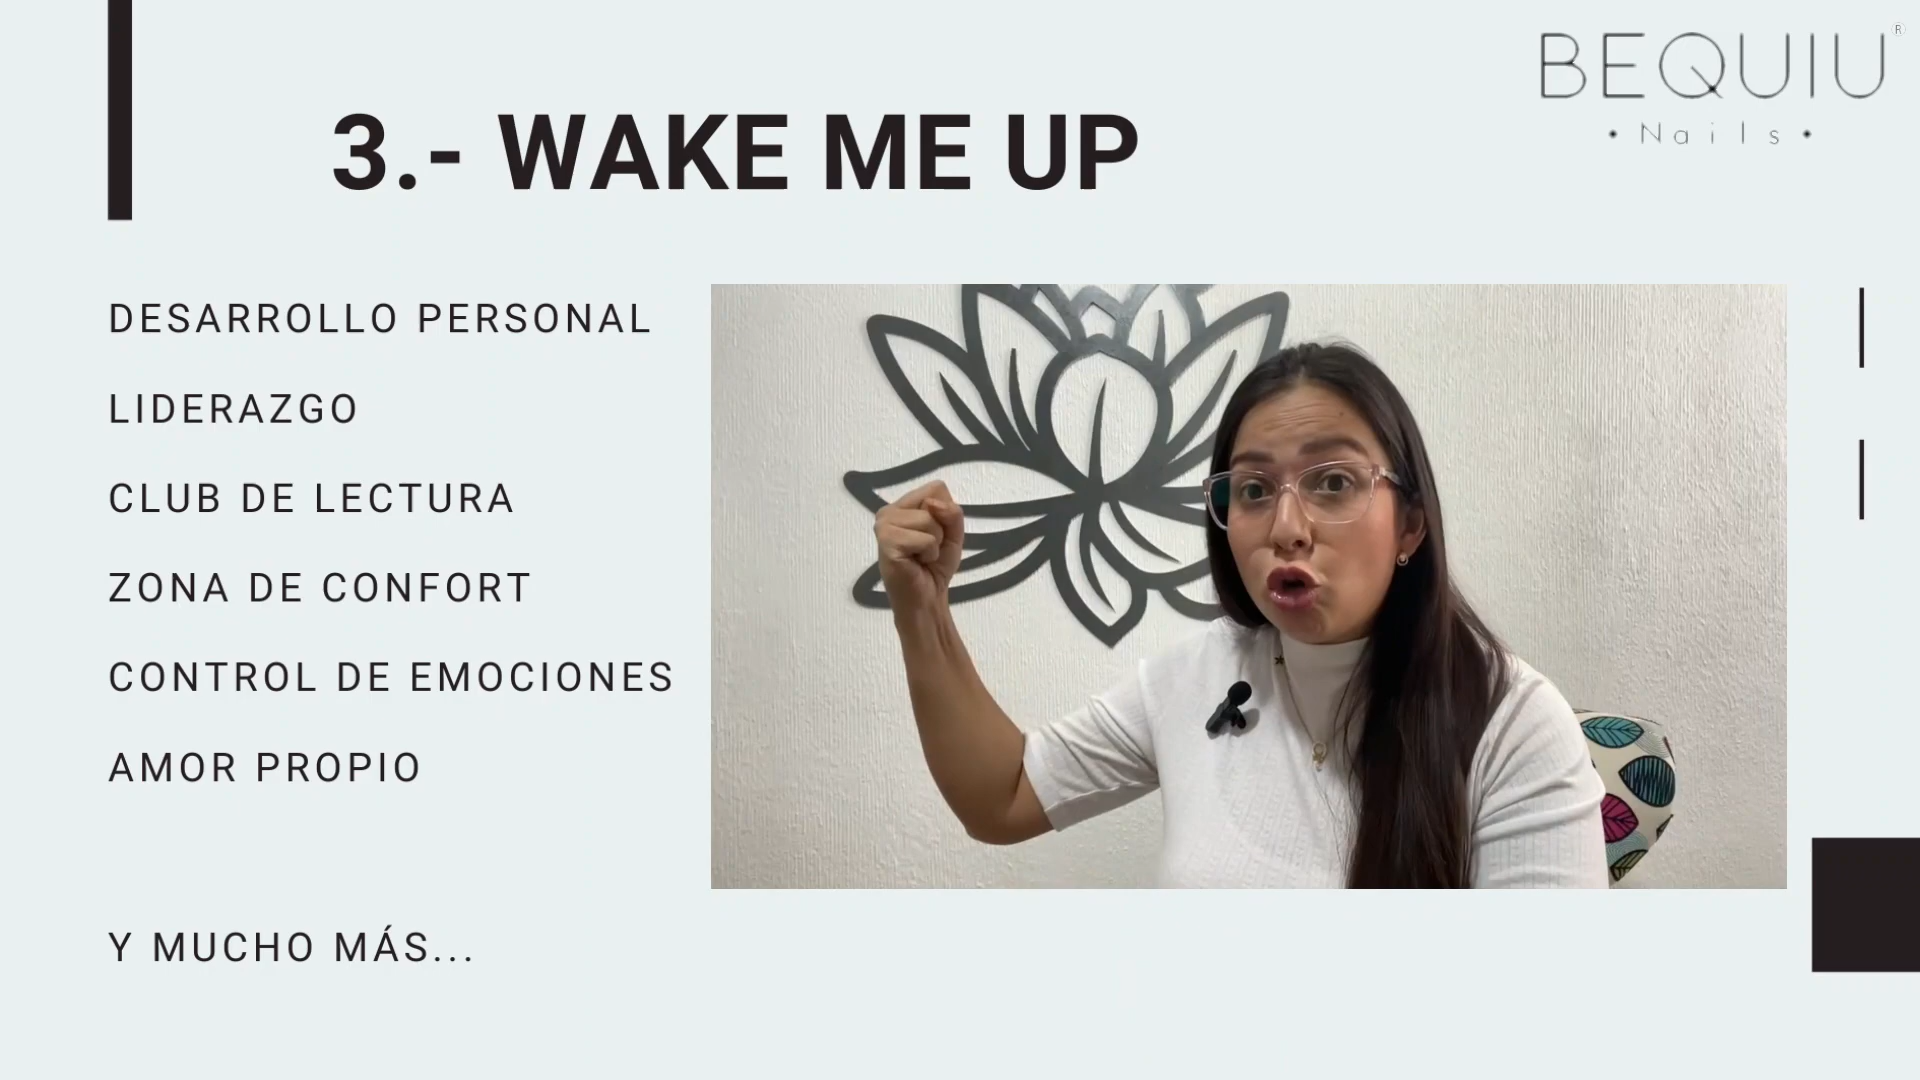 BEQUIU®
• Nails •
3.- WAKE ME UP
DESARROLLO PERSONAL
LIDERAZGO
CLUB DE LECTURA
ZONA DE CONFORT
CONTROL DE EMOCIONES
AMOR PROPIO
Y MUCHO MÁS...